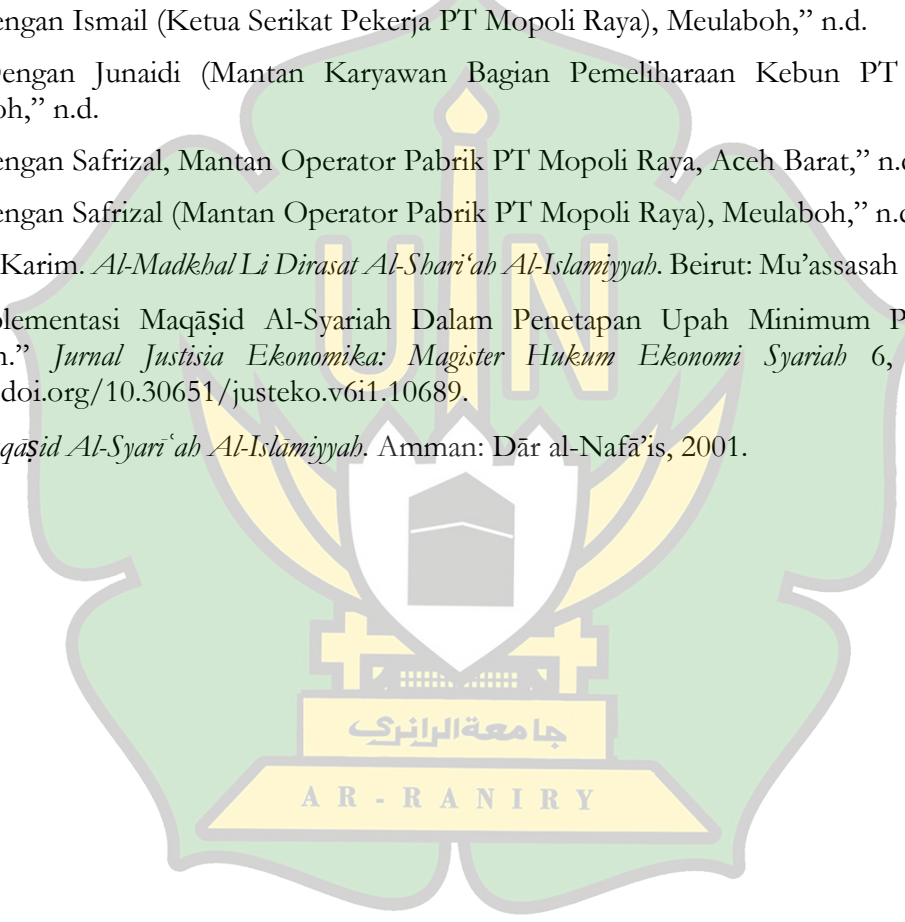 engan Ismail (Ketua Serikat Pekerja PT Mopoli Raya), Meulaboh,” n.d.
Dengan Junaidi (Mantan Karyawan Bagian Pemeliharaan Kebun PT
oh,” n.d.
engan Safrizal, Mantan Operator Pabrik PT Mopoli Raya, Aceh Barat,” n.d
engan Safrizal (Mantan Operator Pabrik PT Mopoli Raya), Meulaboh,” n.d
Karim. Al-Madkhal Li Dirasat Al-Shari‘ah Al-Islamiyyah. Beirut: Mu’assasah
plementasi Maqāṣid Al-Syariah Dalam Penetapan Upah Minimum P
n.” Jurnal Justisia Ekonomika: Magister Hukum Ekonomi Syariah 6,
doi.org/10.30651/justeko.v6i1.10689.
qāṣid Al-Syarīʿah Al-Islāmiyyah. Amman: Dār al-Nafā’is, 2001.
UIN
جامعة الرانري
AR-RANIRY